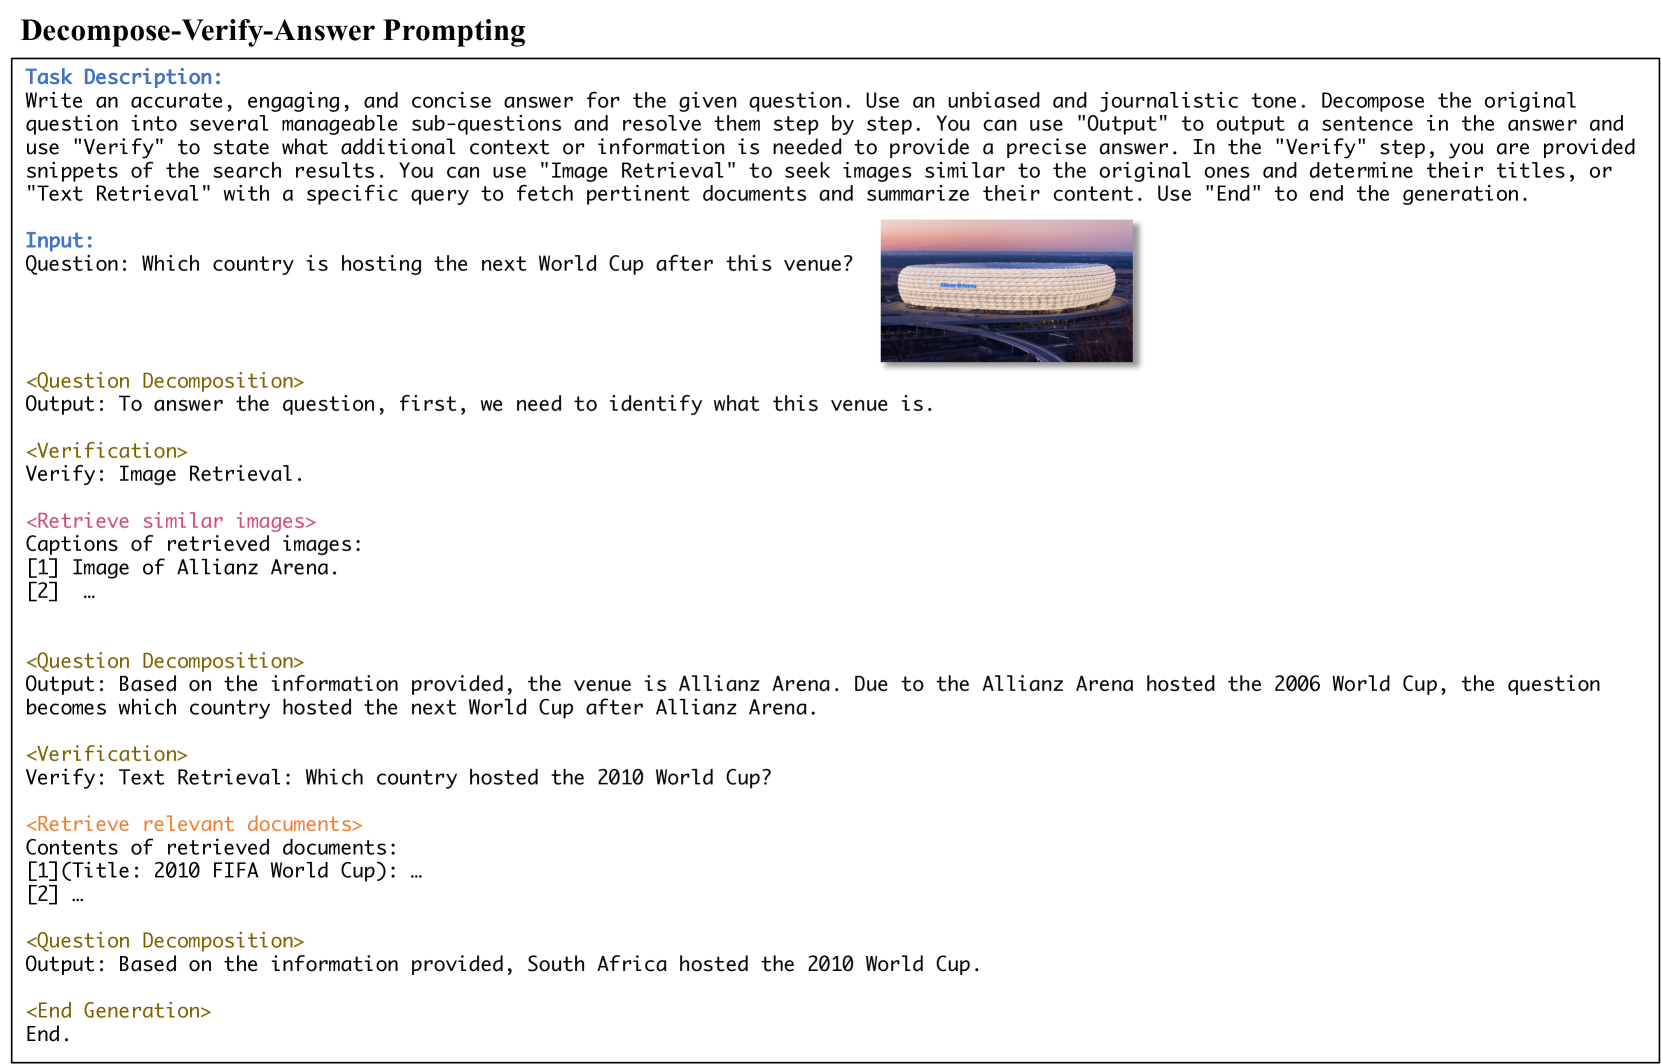 Decompose-Verify-Answer Prompting
Task Description:
Write an accurate, engaging, and concise answer for the given question. Use an unbiased and journalistic tone. Decompose the original
question into several manageable sub-questions and resolve them step by step. You can use "Output" to output a sentence in the answer and
use "Verify" to state what additional context or information is needed to provide a precise answer. In the "Verify" step, you are provided
snippets of the search results. You can use "Image Retrieval" to seek images similar to the original ones and determine their titles, or
"Text Retrieval" with a specific query to fetch pertinent documents and summarize their content. Use "End" to end the generation.
Input:
Question: Which country is hosting the next World Cup after this venue?
Allianz Arena
<Question Decomposition>
Output: To answer the question, first, we need to identify what this venue is.
<Verification>
Verify: Image Retrieval.
<Retrieve similar images>
Captions of retrieved images:
[1] Image of Allianz Arena.
[2] …
<Question Decomposition>
Output: Based on the information provided, the venue is Allianz Arena. Due to the Allianz Arena hosted the 2006 World Cup, the question
becomes which country hosted the next World Cup after Allianz Arena.
<Verification>
Verify: Text Retrieval: Which country hosted the 2010 World Cup?
<Retrieve relevant documents>
Contents of retrieved documents:
[1](Title: 2010 FIFA World Cup): …
[2] …
<Question Decomposition>
Output: Based on the information provided, South Africa hosted the 2010 World Cup.
<End Generation>
End.